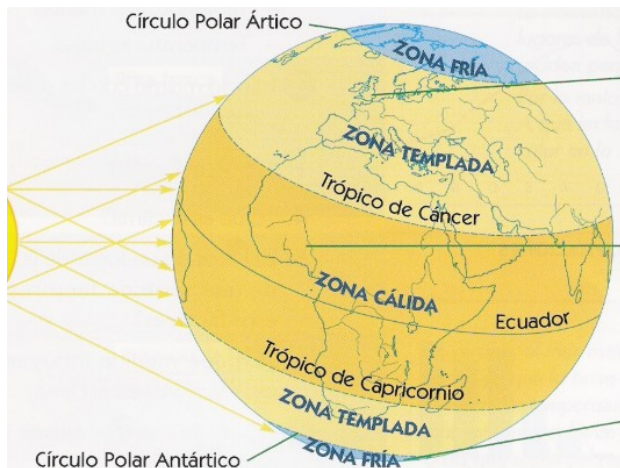 Círculo Polar Ártico
ZONA FRÍA
ZONA TEMPLADA
Trópico de Cáncer
ZONA CÁLIDA
Ecuador
Trópico de Capricornio
ZONA TEMPLADA
Círculo Polar Antártico
ZONA FRÍA